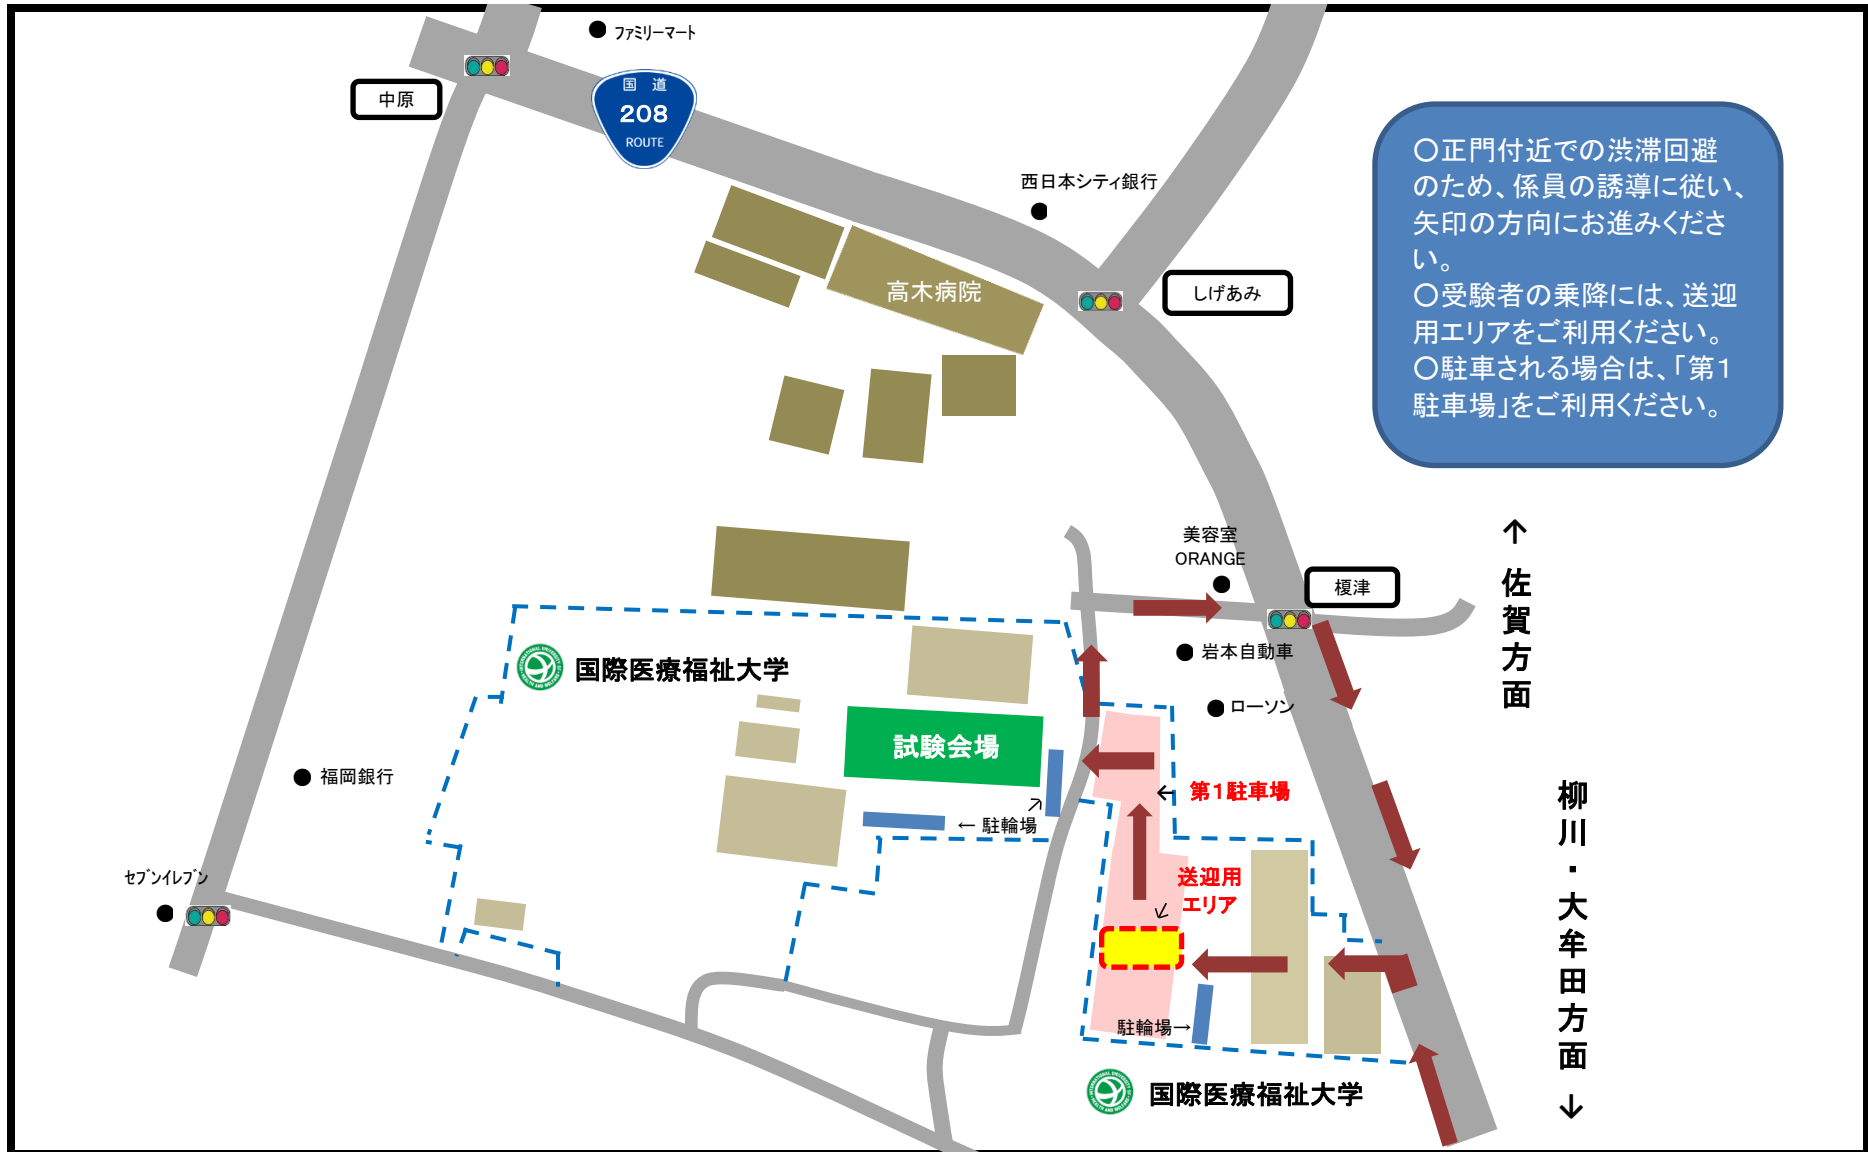 ファミリーマート
中原
国 道
208
ROUTE
西日本シティ銀行
高木病院
しげあみ
○正門付近での渋滞回避
のため、係員の誘導に従い、
矢印の方向にお進みくださ
い。
○受験者の乗降には、送迎
用エリアをご利用ください。
○駐車される場合は、「第1
駐車場」をご利用ください。
美容室
ORANGE
榎津
↑佐賀方面
岩本自動車
国際医療福祉大学
ローソン
試験会場
福岡銀行
← 第1駐車場
← 駐輪場
柳川・大牟田方面↓
セブンイレブン
送迎用
エリア
駐輪場→
国際医療福祉大学